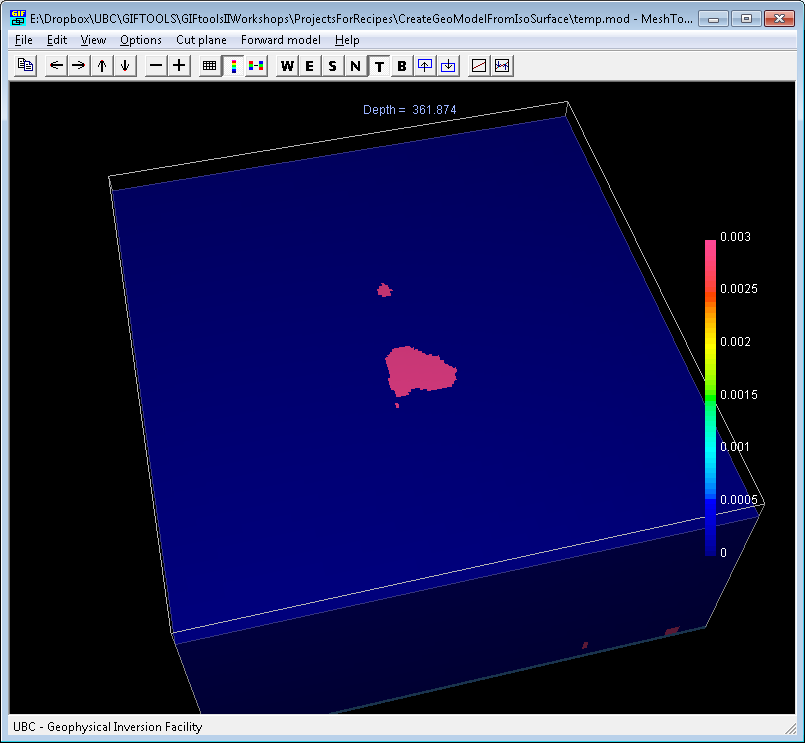 GIF E:\Dropbox\UBC\GIFTOOLS\GIFtoolsIIWorkshops\ProjectsForRecipes\CreateGeoModelFromIsoSurface\temp.mod - MeshTo...
File Edit View Options Cut plane Forward model Help
W E S N T B
Depth = 361.874
0.003
0.0025
0.002
0.0015
0.001
0.0005
0
UBC - Geophysical Inversion Facility